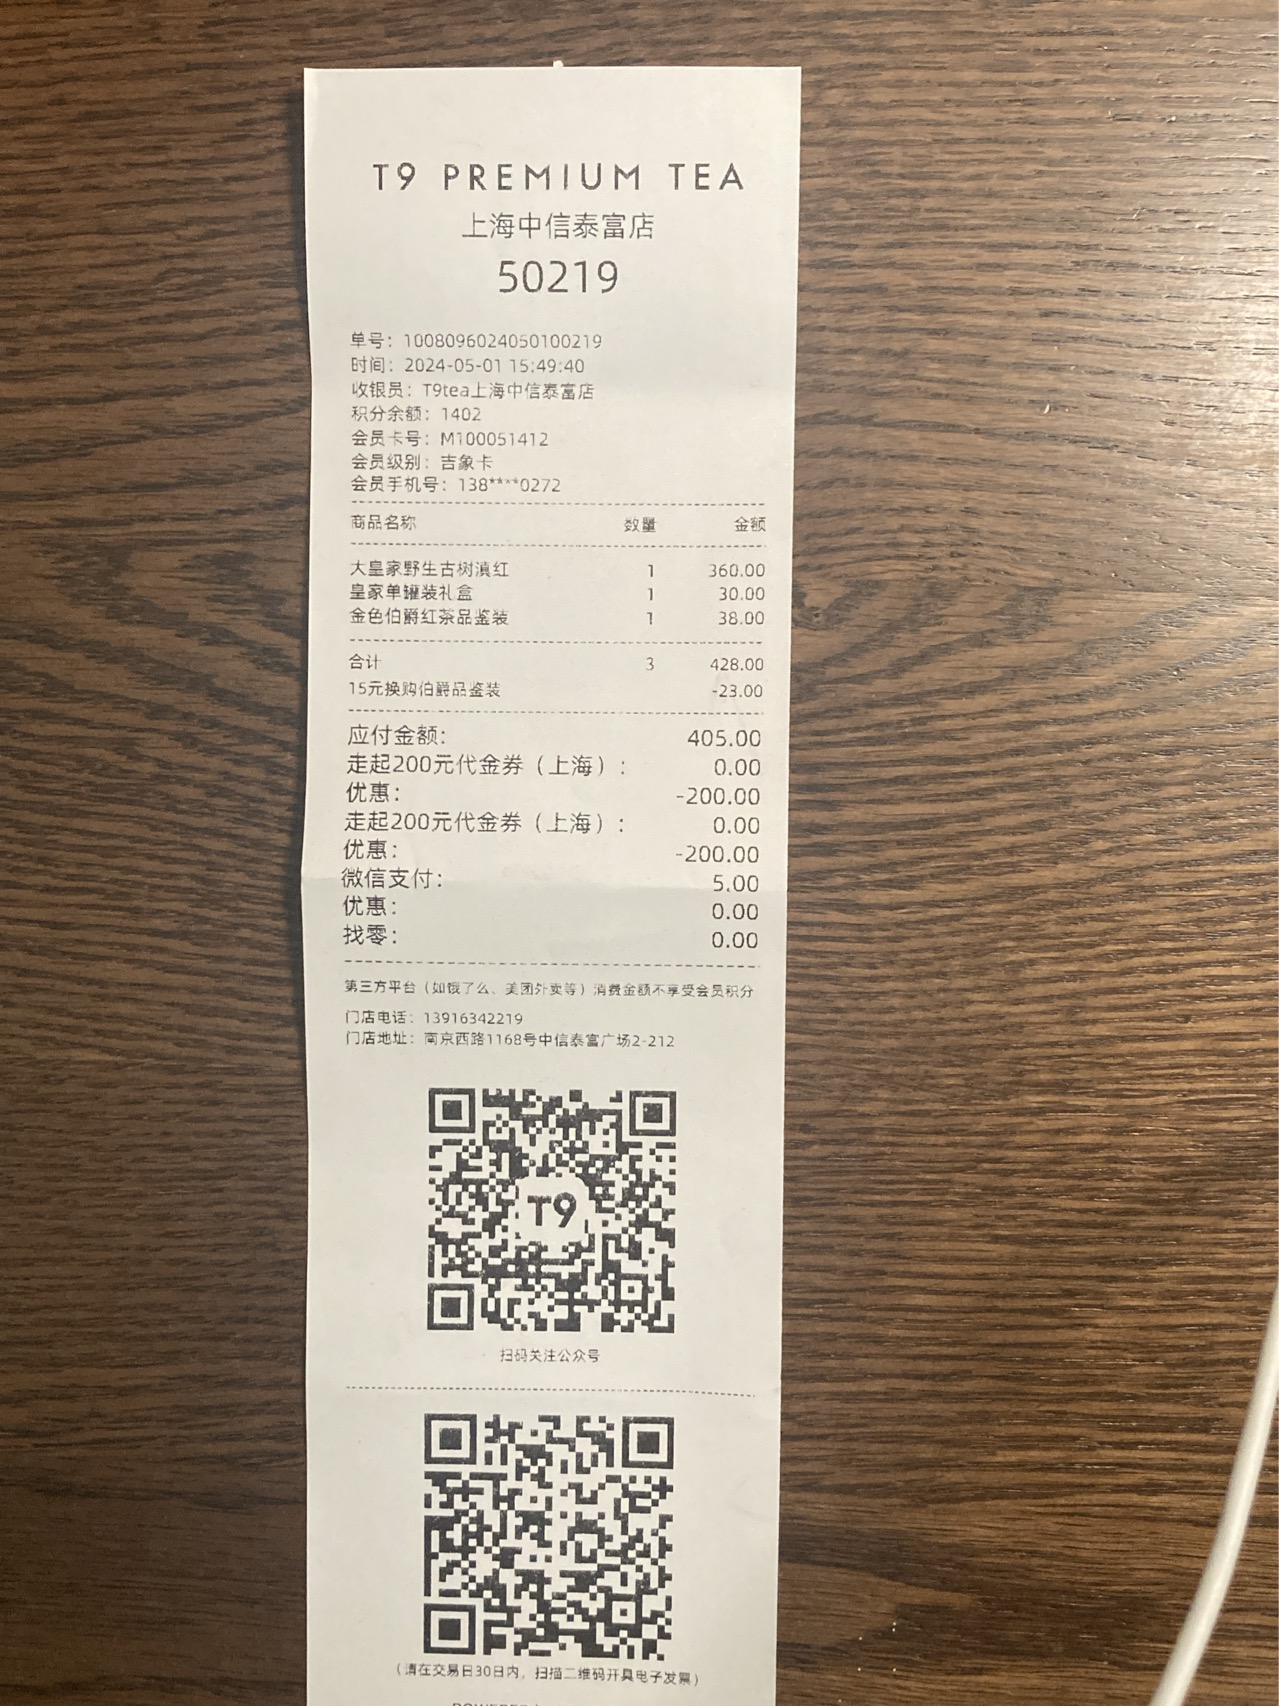 T9 PREMIUM TEA
上海中信泰富店
50219
单号：1008096024050100219
时间：2024-05-01 15:49:40
收银员：T9tea上海中信泰富店
积分余额：1402
会员卡号：M100051412
会员级别：吉象卡
会员手机号：138****0272
商品名称 数量 金额
大皇家野生古树滇红 1 360.00
皇家单罐装礼盒 1 30.00
金色伯爵红茶品鉴装 1 38.00
合计 3 428.00
15元换购伯爵品鉴装 -23.00
应付金额： 405.00
走起200元代金券（上海）： 0.00
优惠： -200.00
走起200元代金券（上海）： 0.00
优惠： -200.00
微信支付： 5.00
优惠： 0.00
找零： 0.00
第三方平台（如饿了么、美团外卖等）消费金额不享受会员积分
门店电话：13916342219
门店地址：南京西路1168号中信泰富广场2-212
T9
扫码关注公众号
（请在交易日30日内，扫描二维码开具电子发票）